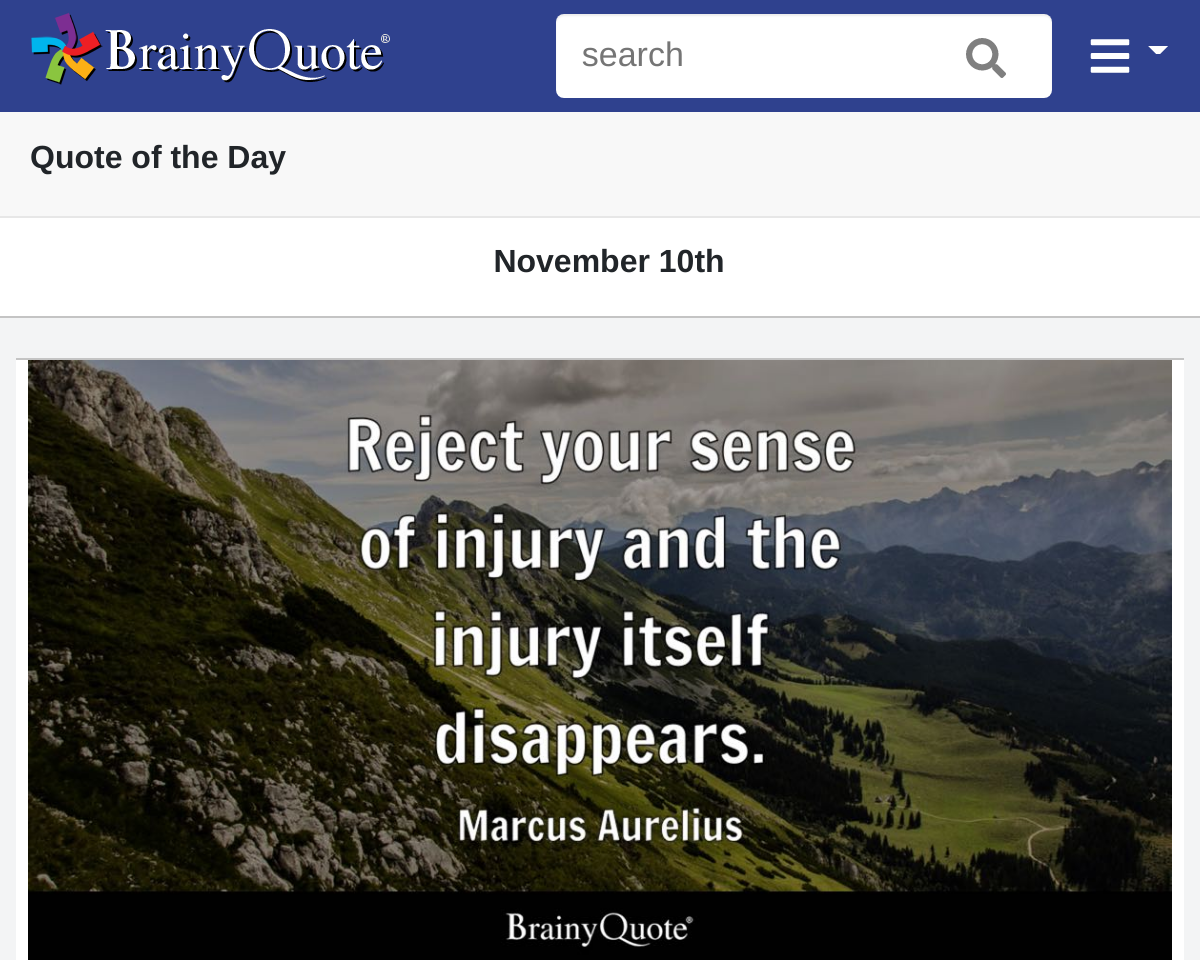 BrainyQuote®
search
Quote of the Day
November 10th
Reject your sense
of injury and the
injury itself
disappears.
Marcus Aurelius
BrainyQuote®